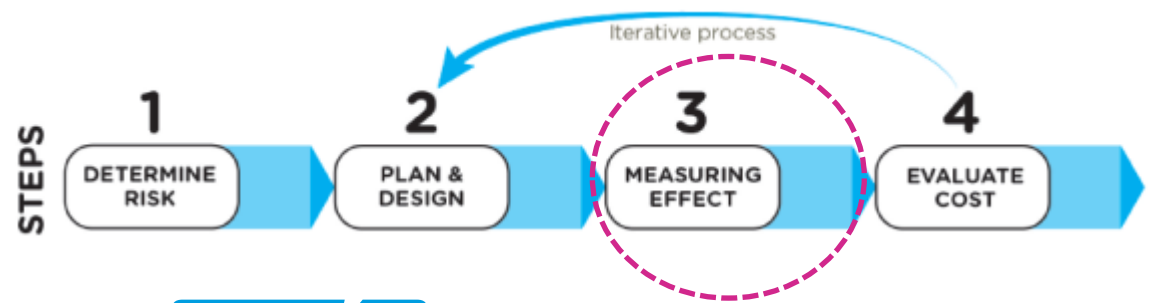 Iterative process
1
2
3
4
STEPS
DETERMINE
RISK
PLAN &
DESIGN
MEASURING
EFFECT
EVALUATE
COST